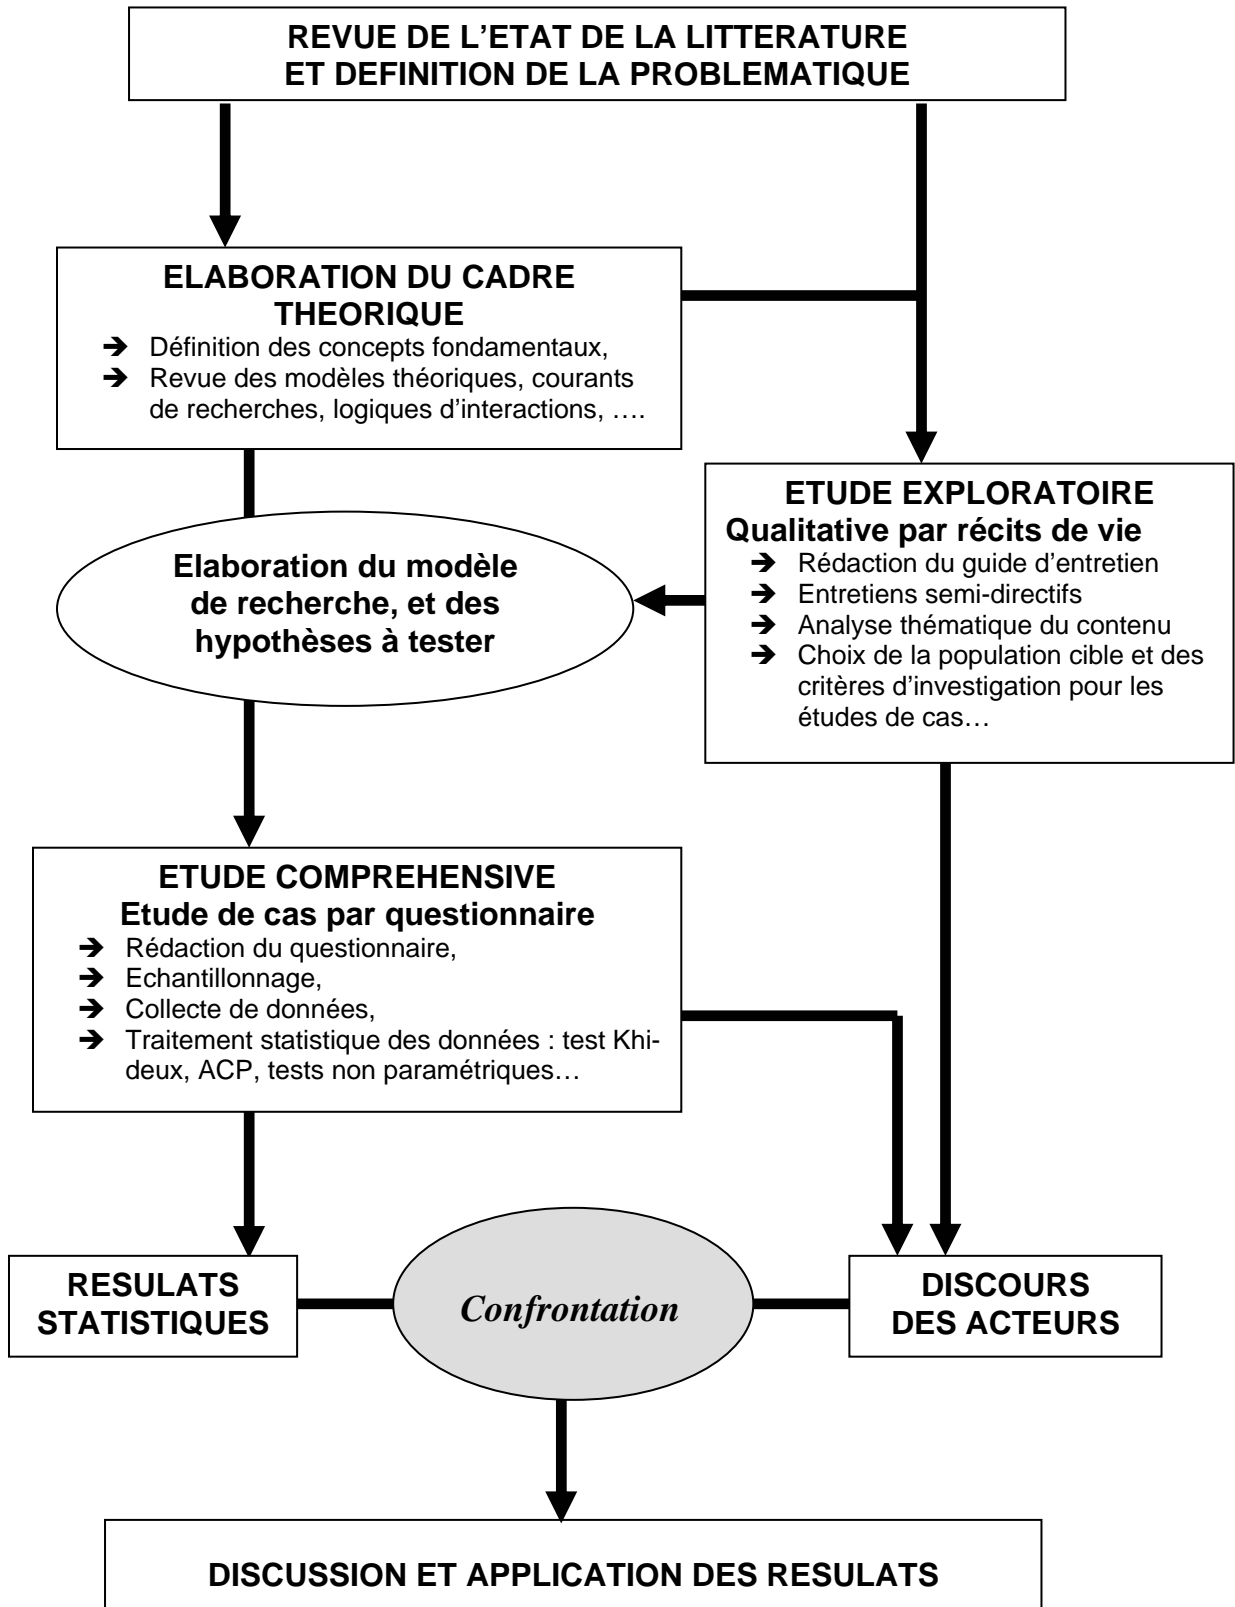 REVUE DE L’ETAT DE LA LITTERATURE
ET DEFINITION DE LA PROBLEMATIQUE
ELABORATION DU CADRE
THEORIQUE
➔ Définition des concepts fondamentaux,
➔ Revue des modèles théoriques, courants
de recherches, logiques d’interactions, ….
ETUDE EXPLORATOIRE
Qualitative par récits de vie
➔ Rédaction du guide d’entretien
➔ Entretiens semi-directifs
➔ Analyse thématique du contenu
➔ Choix de la population cible et des
critères d’investigation pour les
études de cas…
Elaboration du modèle
de recherche, et des
hypothèses à tester
ETUDE COMPREHENSIVE
Etude de cas par questionnaire
➔ Rédaction du questionnaire,
➔ Echantillonnage,
➔ Collecte de données,
➔ Traitement statistique des données : test Khi-
deux, ACP, tests non paramétriques…
RESULATS
STATISTIQUES
Confrontation
DISCOURS
DES ACTEURS
DISCUSSION ET APPLICATION DES RESULATS